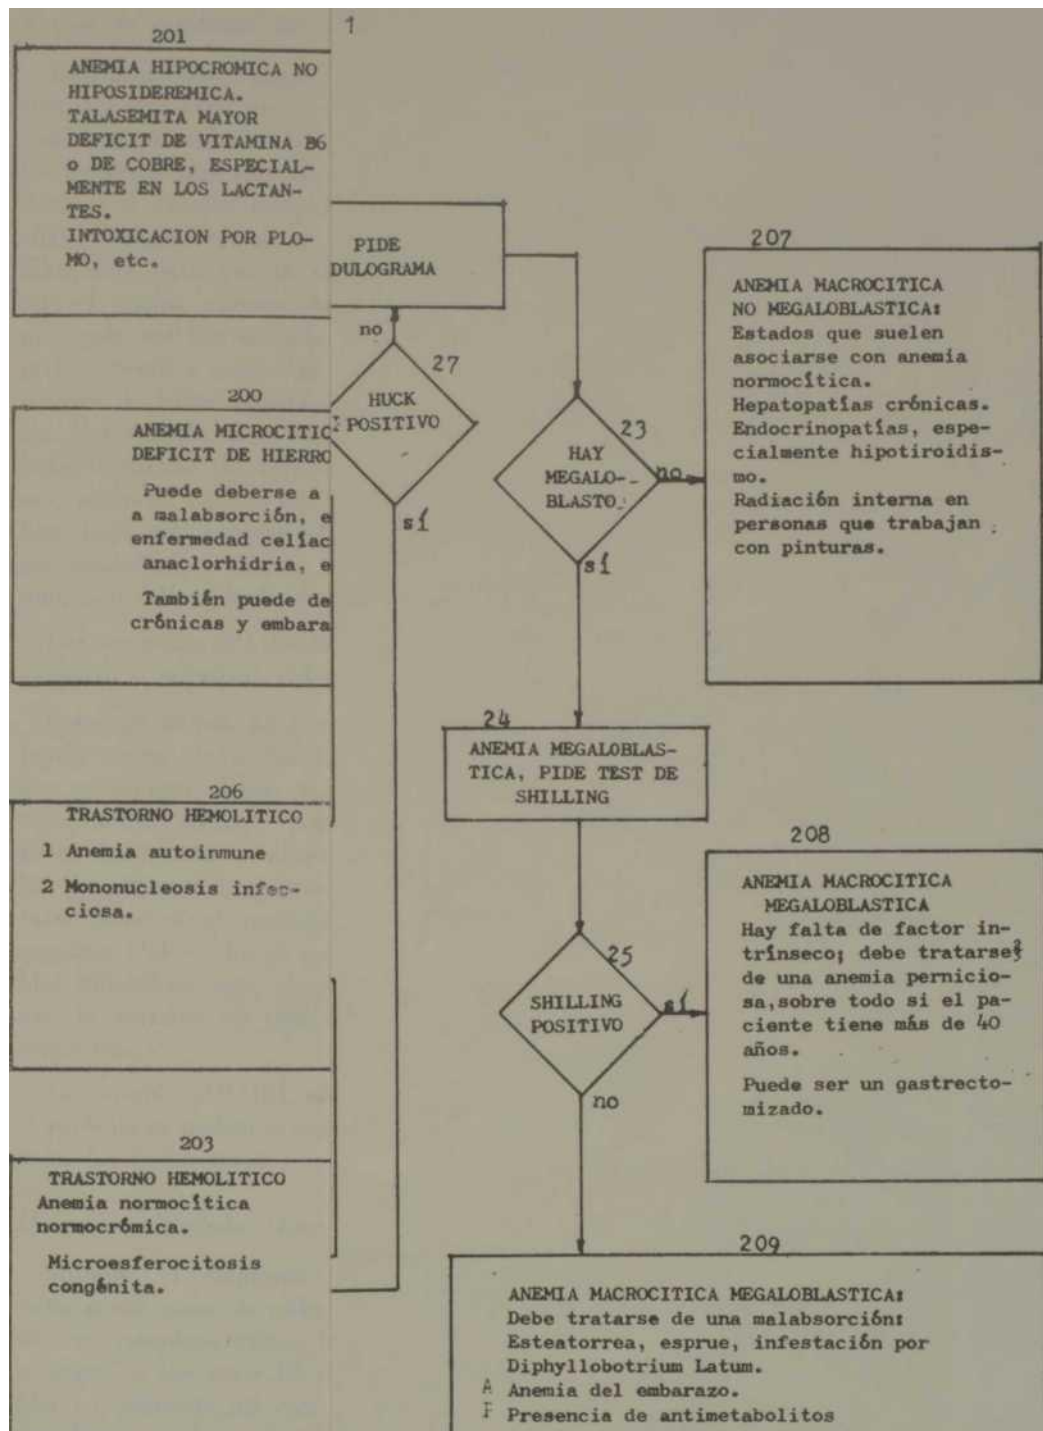 201
ANEMIA HIPOCROMICA NO
HIPOSIDEREMICA.
TALASEMITA MAYOR
DEFICIT DE VITAMINA B6
o DE COBRE, ESPECIAL-
MENTE EN LOS LACTAN-
TES.
INTOXICACION POR PLO-
MO, etc.
200
ANEMIA MICROCITIC
DEFICIT DE HIERRO
Puede deberse a
a malabsorción, e
enfermedad celíac
anaclorhidria, e
También puede de
crónicas y embara
206
TRASTORNO HEMOLITICO
1 Anemia autoinmune
2 Mononucleosis infec-
ciosa.
203
TRASTORNO HEMOLITICO
Anemia normocítica
normocrómica.
Microesferocitosis
congénita.
1
PIDE
DULOGRAMA
no
27
HUCK
POSITIVO
sí
23
HAY
MEGALO-
BLASTO
no
sí
207
ANEMIA MACROCITICA
NO MEGALOBLASTICA:
Estados que suelen
asociarse con anemia
normocítica.
Hepatopatías crónicas.
Endocrinopatías, espe-
cialmente hipotiroidis-
mo.
Radiación interna en
personas que trabajan
con pinturas.
24
ANEMIA MEGALOBLAS-
TICA, PIDE TEST DE
SHILLING
25
SHILLING
POSITIVO
sí
no
208
ANEMIA MACROCITICA
MEGALOBLASTICA
Hay falta de factor in-
trínseco; debe tratarse
de una anemia pernicio-
sa,sobre todo si el pa-
ciente tiene más de 40
años.
Puede ser un gastrecto-
mizado.
209
ANEMIA MACROCITICA MEGALOBLASTICA:
Debe tratarse de una malabsorción:
Esteatorrea, esprue, infestación por
Diphyllobotrium Latum.
A Anemia del embarazo.
F Presencia de antimetabolitos